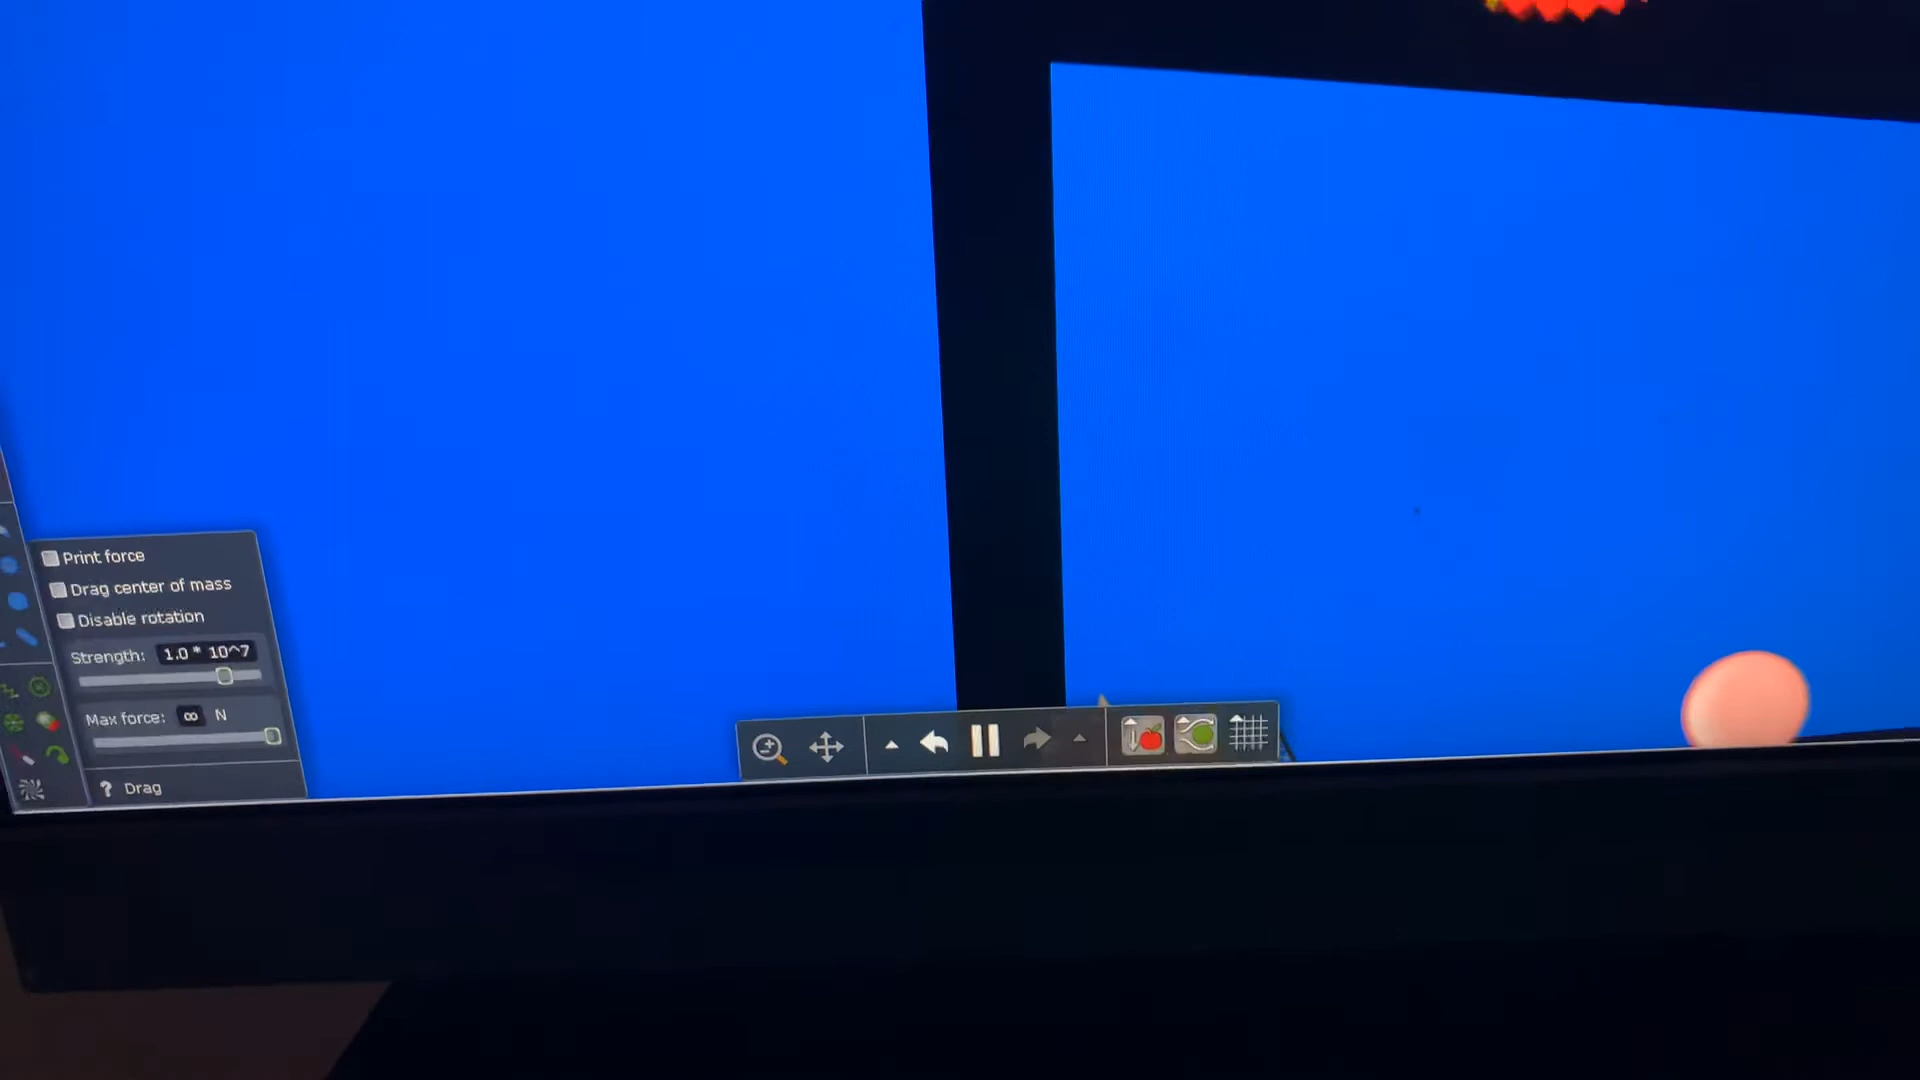 Print force
Drag center of mass
Disable rotation
Strength: 1.0 * 10^7
Max force: ∞ N
? Drag